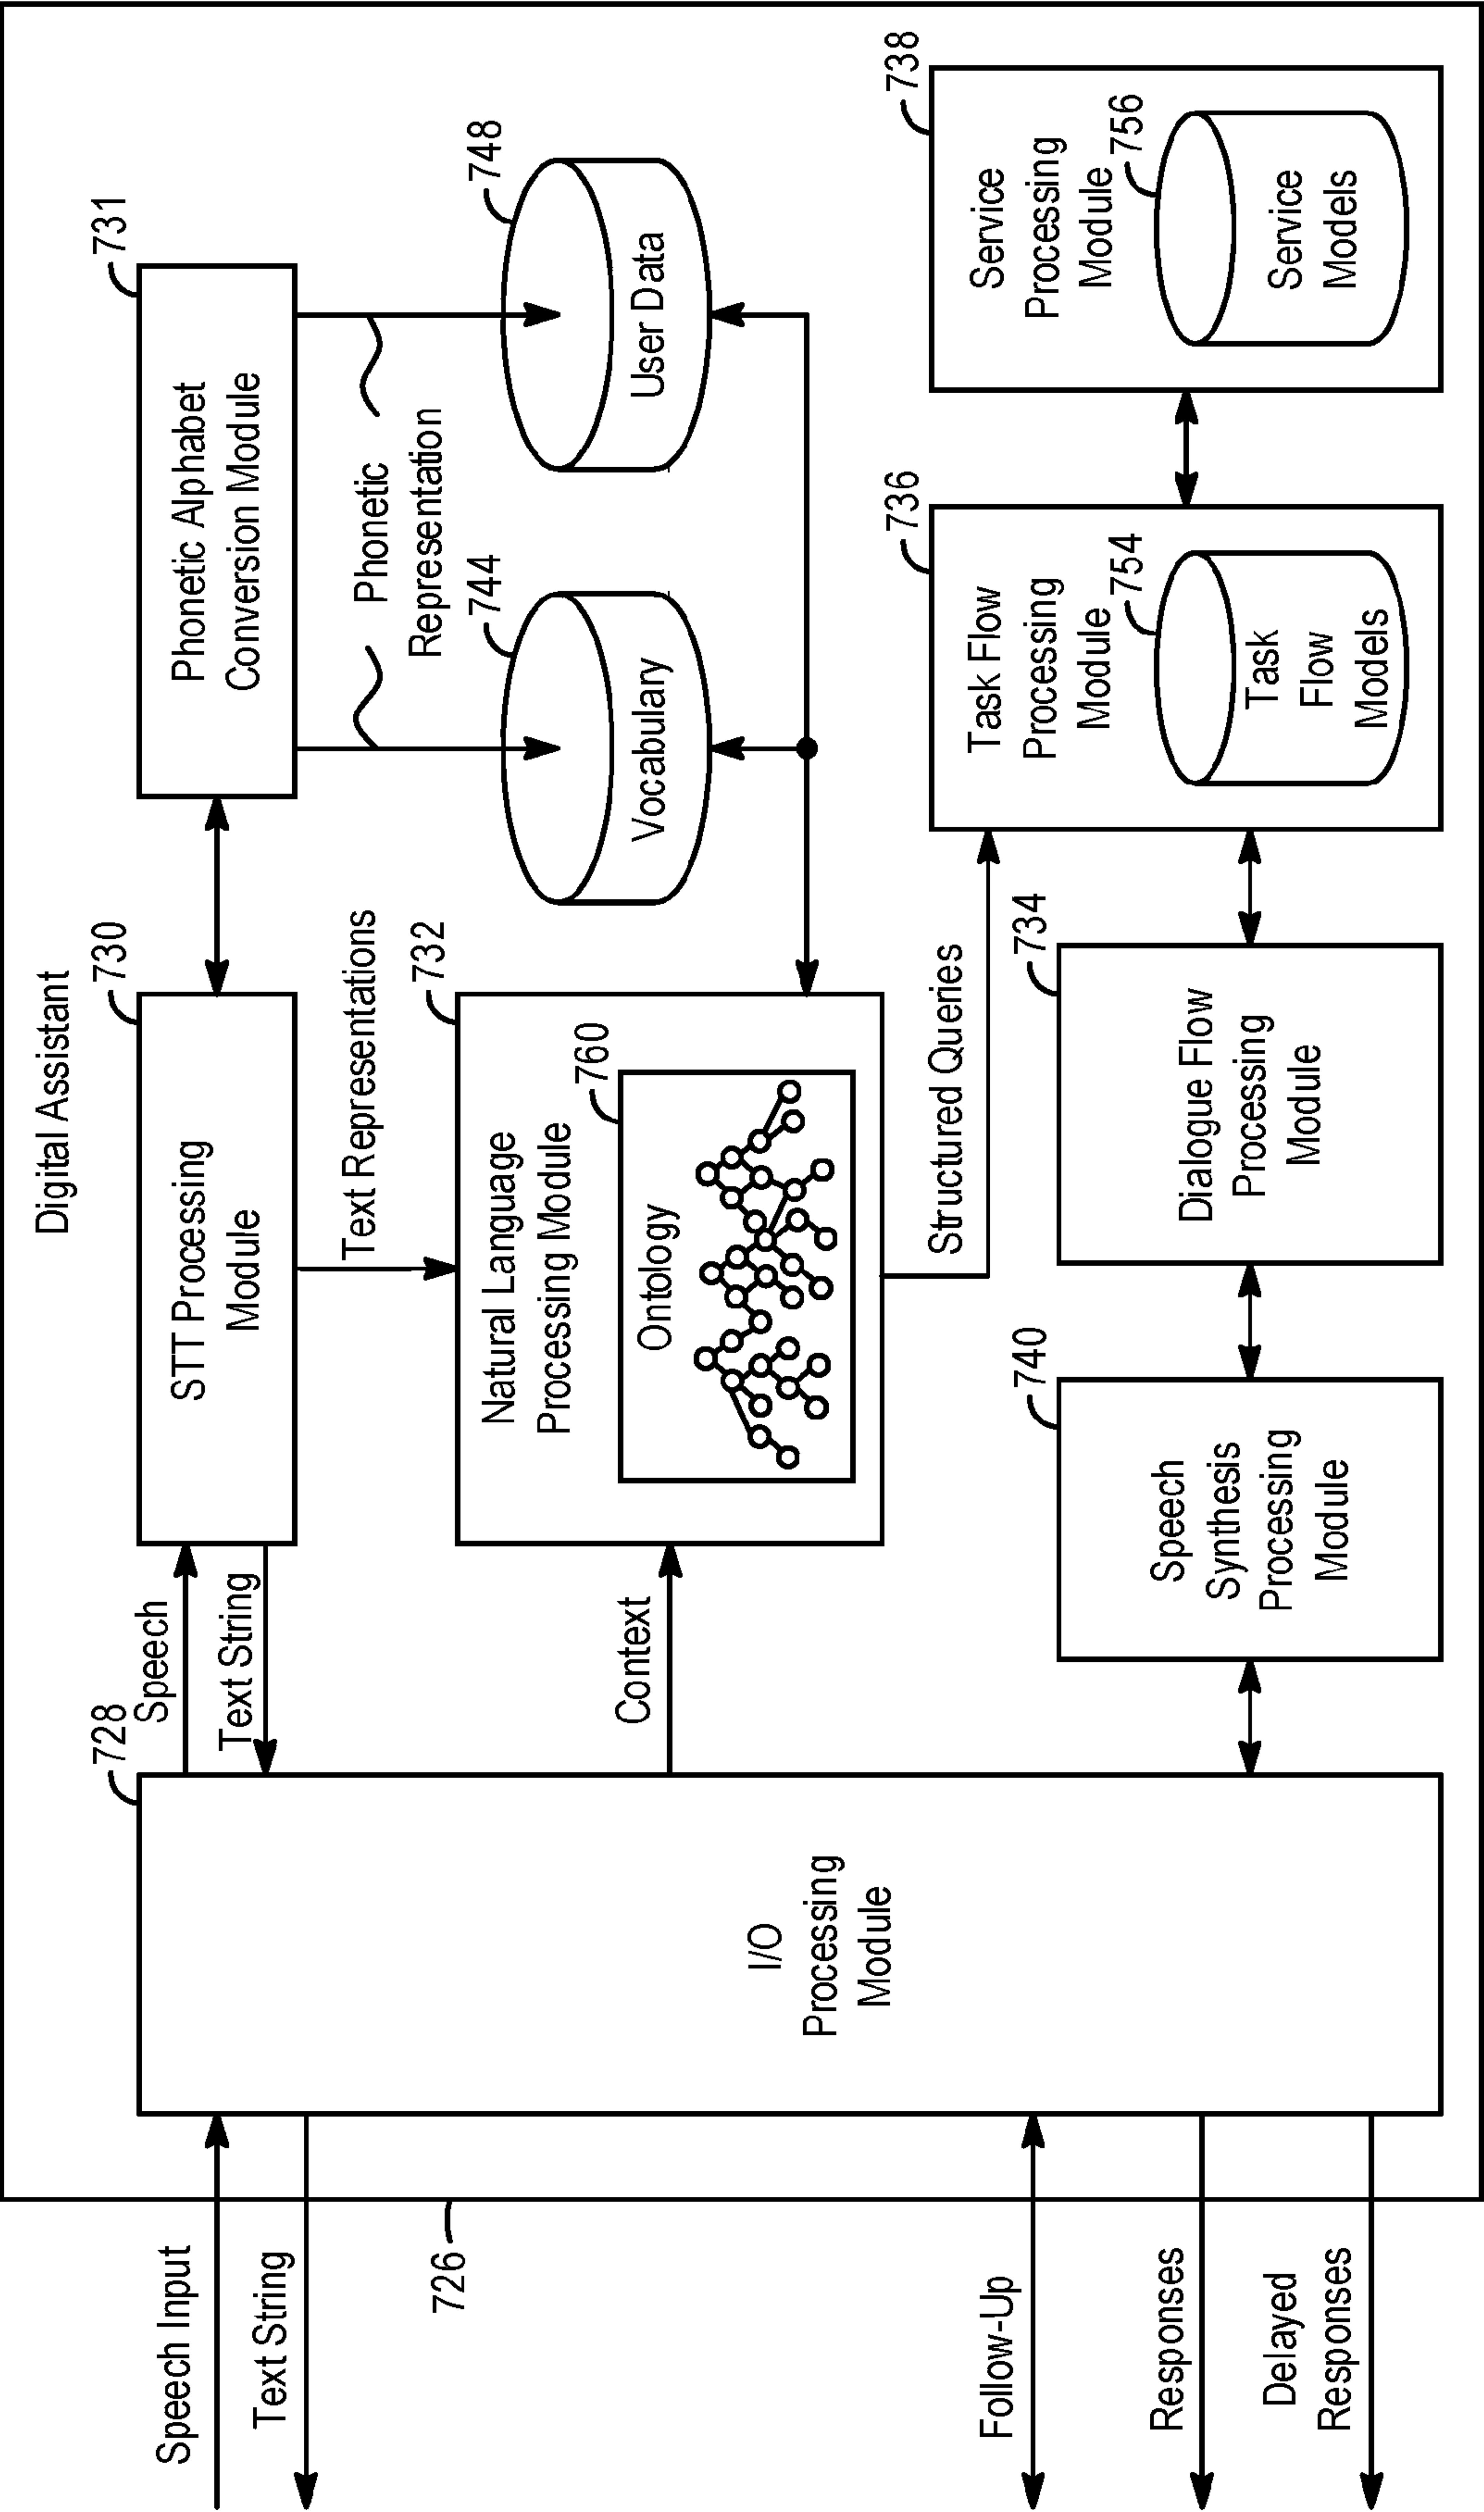 Digital Assistant
Speech Input
Text String
726
728
I/O
Processing
Module
Speech
Text String
730
STT Processing
Module
731
Phonetic Alphabet
Conversion Module
Text Representations
Phonetic
Representation
Context
732
Natural Language
Processing Module
760
Ontology
744
Vocabulary
748
User Data
Structured Queries
Follow-Up
Responses
Delayed
Responses
740
Speech
Synthesis
Processing
Module
734
Dialogue Flow
Processing
Module
736
Task Flow
Processing
Module
754
Task
Flow
Models
738
Service
Processing
Module
756
Service
Models